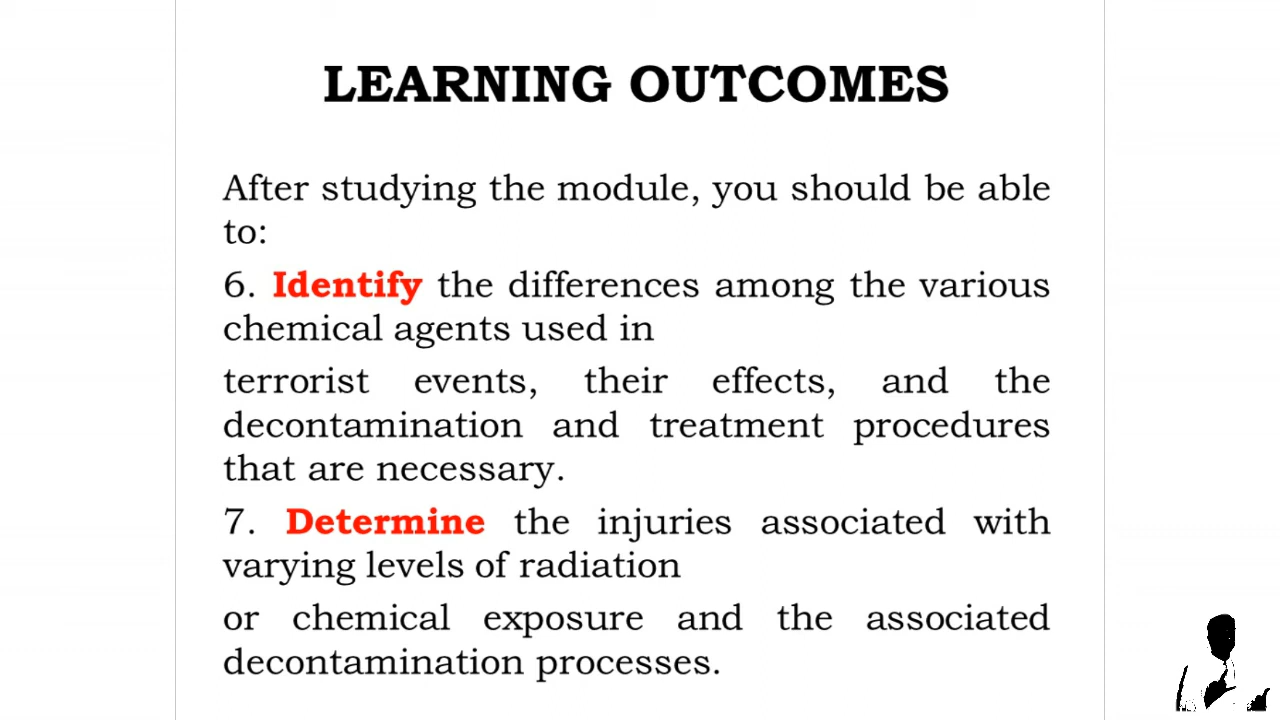 LEARNING OUTCOMES
After studying the module, you should be able
to:
6. Identify the differences among the various
chemical agents used in
terrorist events, their effects, and the
decontamination and treatment procedures
that are necessary.
7. Determine the injuries associated with
varying levels of radiation
or chemical exposure and the associated
decontamination processes.